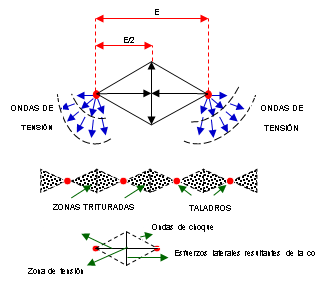 E
E/2
ONDAS DE
TENSIÓN
ONDAS DE
TENSIÓN
ZONAS TRITURADAS
TALADROS
Ondas de choque
Esfuerzos laterales resultantes de la co
Zona de tensión